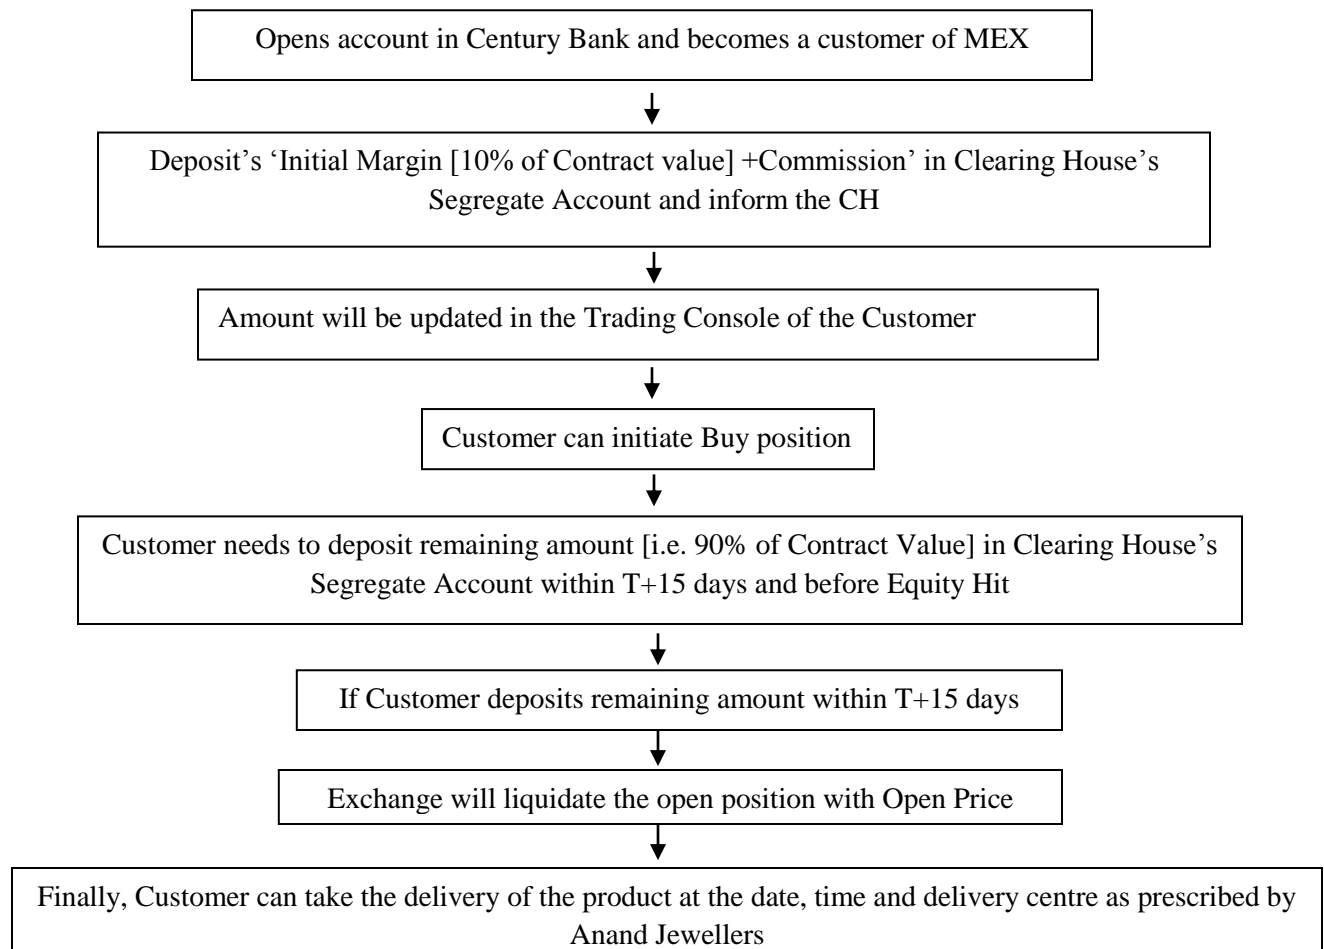 Opens account in Century Bank and becomes a customer of MEX
Deposit’s ‘Initial Margin [10% of Contract value] +Commission’ in Clearing House’s
Segregate Account and inform the CH
Amount will be updated in the Trading Console of the Customer
Customer can initiate Buy position
Customer needs to deposit remaining amount [i.e. 90% of Contract Value] in Clearing House’s
Segregate Account within T+15 days and before Equity Hit
If Customer deposits remaining amount within T+15 days
Exchange will liquidate the open position with Open Price
Finally, Customer can take the delivery of the product at the date, time and delivery centre as prescribed by
Anand Jewellers